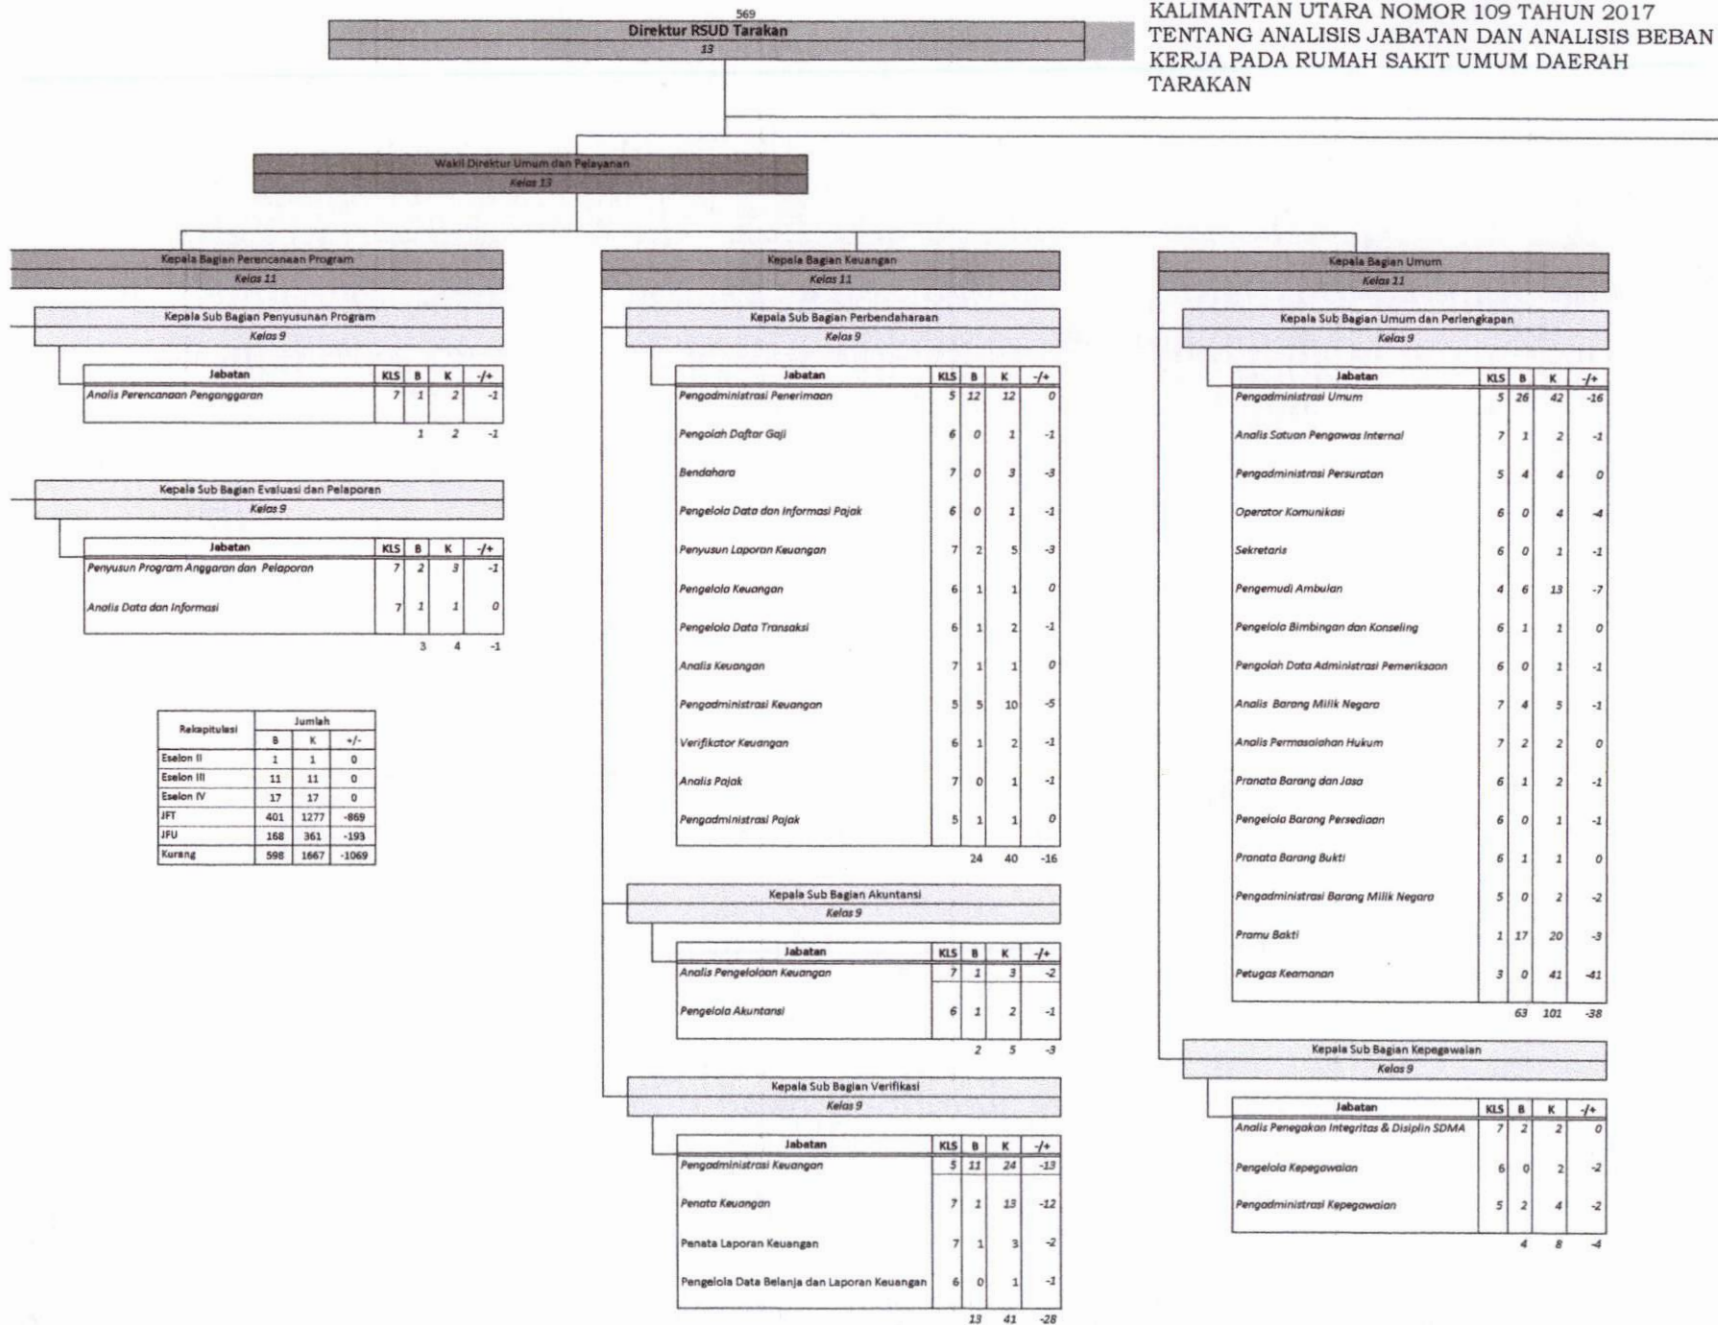 569
Direktur RSUD Tarakan
13
KALIMANTAN UTARA NOMOR 109 TAHUN 2017
TENTANG ANALISIS JABATAN DAN ANALISIS BEBAN
KERJA PADA RUMAH SAKIT UMUM DAERAH
TARAKAN
Wakil Direktur Umum dan Pelayanan
Kelas 13
Kepala Bagian Perencanaan Program
Kelas 11
Kepala Sub Bagian Penyusunan Program
Kelas 9
Jabatan KLS B K -/+
Analis Perencanaan Penganggaran 7 1 2 -1
1 2 -1
Kepala Sub Bagian Evaluasi dan Pelaporan
Kelas 9
Jabatan KLS B K -/+
Penyusun Program Anggaran dan Pelaporan 7 2 3 -1
Analis Data dan Informasi 7 1 1 0
3 4 -1
Rekapitulasi Jumlah
B K +/-
Eselon II 1 1 0
Eselon III 11 11 0
Eselon IV 17 17 0
JFT 401 1277 -869
JFU 168 361 -193
Kurang 598 1667 -1069
Kepala Bagian Keuangan
Kelas 11
Kepala Sub Bagian Perbendaharaan
Kelas 9
Jabatan KLS B K -/+
Pengadministrasi Penerimaan 5 12 12 0
Pengolah Daftar Gaji 6 0 1 -1
Bendahara 7 0 3 -3
Pengelola Data dan Informasi Pajak 6 0 1 -1
Penyusun Laporan Keuangan 7 2 5 -3
Pengelola Keuangan 6 1 1 0
Pengelola Data Transaksi 6 1 2 -1
Analis Keuangan 7 1 1 0
Pengadministrasi Keuangan 5 5 10 -5
Verifikator Keuangan 6 1 2 -1
Analis Pajak 7 0 1 -1
Pengadministrasi Pajak 5 1 1 0
24 40 -16
Kepala Sub Bagian Akuntansi
Kelas 9
Jabatan KLS B K -/+
Analis Pengelolaan Keuangan 7 1 3 -2
Pengelola Akuntansi 6 1 2 -1
2 5 -3
Kepala Sub Bagian Verifikasi
Kelas 9
Jabatan KLS B K -/+
Pengadministrasi Keuangan 5 11 24 -13
Penata Keuangan 7 1 13 -12
Penata Laporan Keuangan 7 1 3 -2
Pengelola Data Belanja dan Laporan Keuangan 6 0 1 -1
13 41 -28
Kepala Bagian Umum
Kelas 11
Kepala Sub Bagian Umum dan Perlengkapan
Kelas 9
Jabatan KLS B K -/+
Pengadministrasi Umum 5 26 42 -16
Analis Satuan Pengawas Internal 7 1 2 -1
Pengadministrasi Persuratan 5 4 4 0
Operator Komunikasi 6 0 4 -4
Sekretaris 6 0 1 -1
Pengemudi Ambulan 4 6 13 -7
Pengelola Bimbingan dan Konseling 6 1 1 0
Pengolah Data Administrasi Pemeriksaan 6 0 1 -1
Analis Barang Milik Negara 7 4 5 -1
Analis Permasalahan Hukum 7 2 2 0
Pranata Barang dan Jasa 6 1 2 -1
Pengelola Barang Persediaan 6 0 1 -1
Pranata Barang Bukti 6 1 1 0
Pengadministrasi Barang Milik Negara 5 0 2 -2
Pramu Bakti 1 17 20 -3
Petugas Keamanan 3 0 41 -41
63 101 -38
Kepala Sub Bagian Kepegawaian
Kelas 9
Jabatan KLS B K -/+
Analis Penegakan Integritas & Disiplin SDMA 7 2 2 0
Pengelola Kepegawaian 6 0 2 -2
Pengadministrasi Kepegawaian 5 2 4 -2
4 8 -4